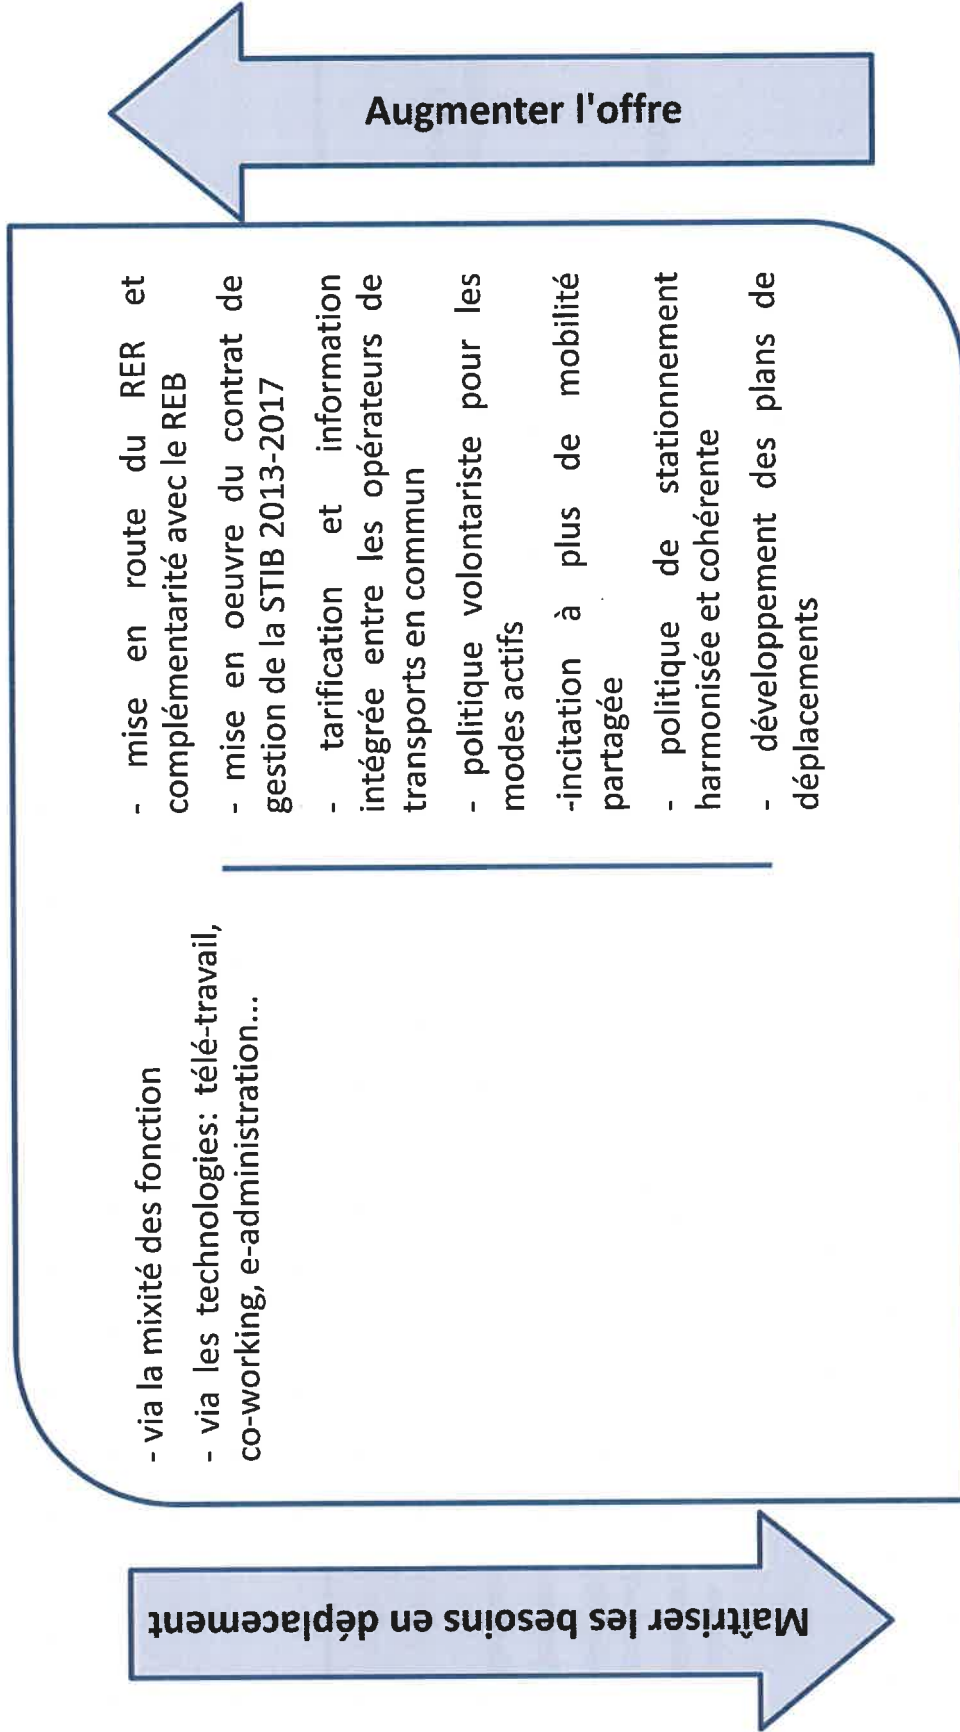 Maîtriser les besoins en déplacement
- via la mixité des fonction
- via les technologies: télé-travail,
co-working, e-administration...
- mise en route du RER et
complémentarité avec le REB
- mise en oeuvre du contrat de
gestion de la STIB 2013-2017
- tarification et information
intégrée entre les opérateurs de
transports en commun
- politique volontariste pour les
modes actifs
-incitation à plus de mobilité
partagée
- politique de stationnement
harmonisée et cohérente
- développement des plans de
déplacements
Augmenter l'offre